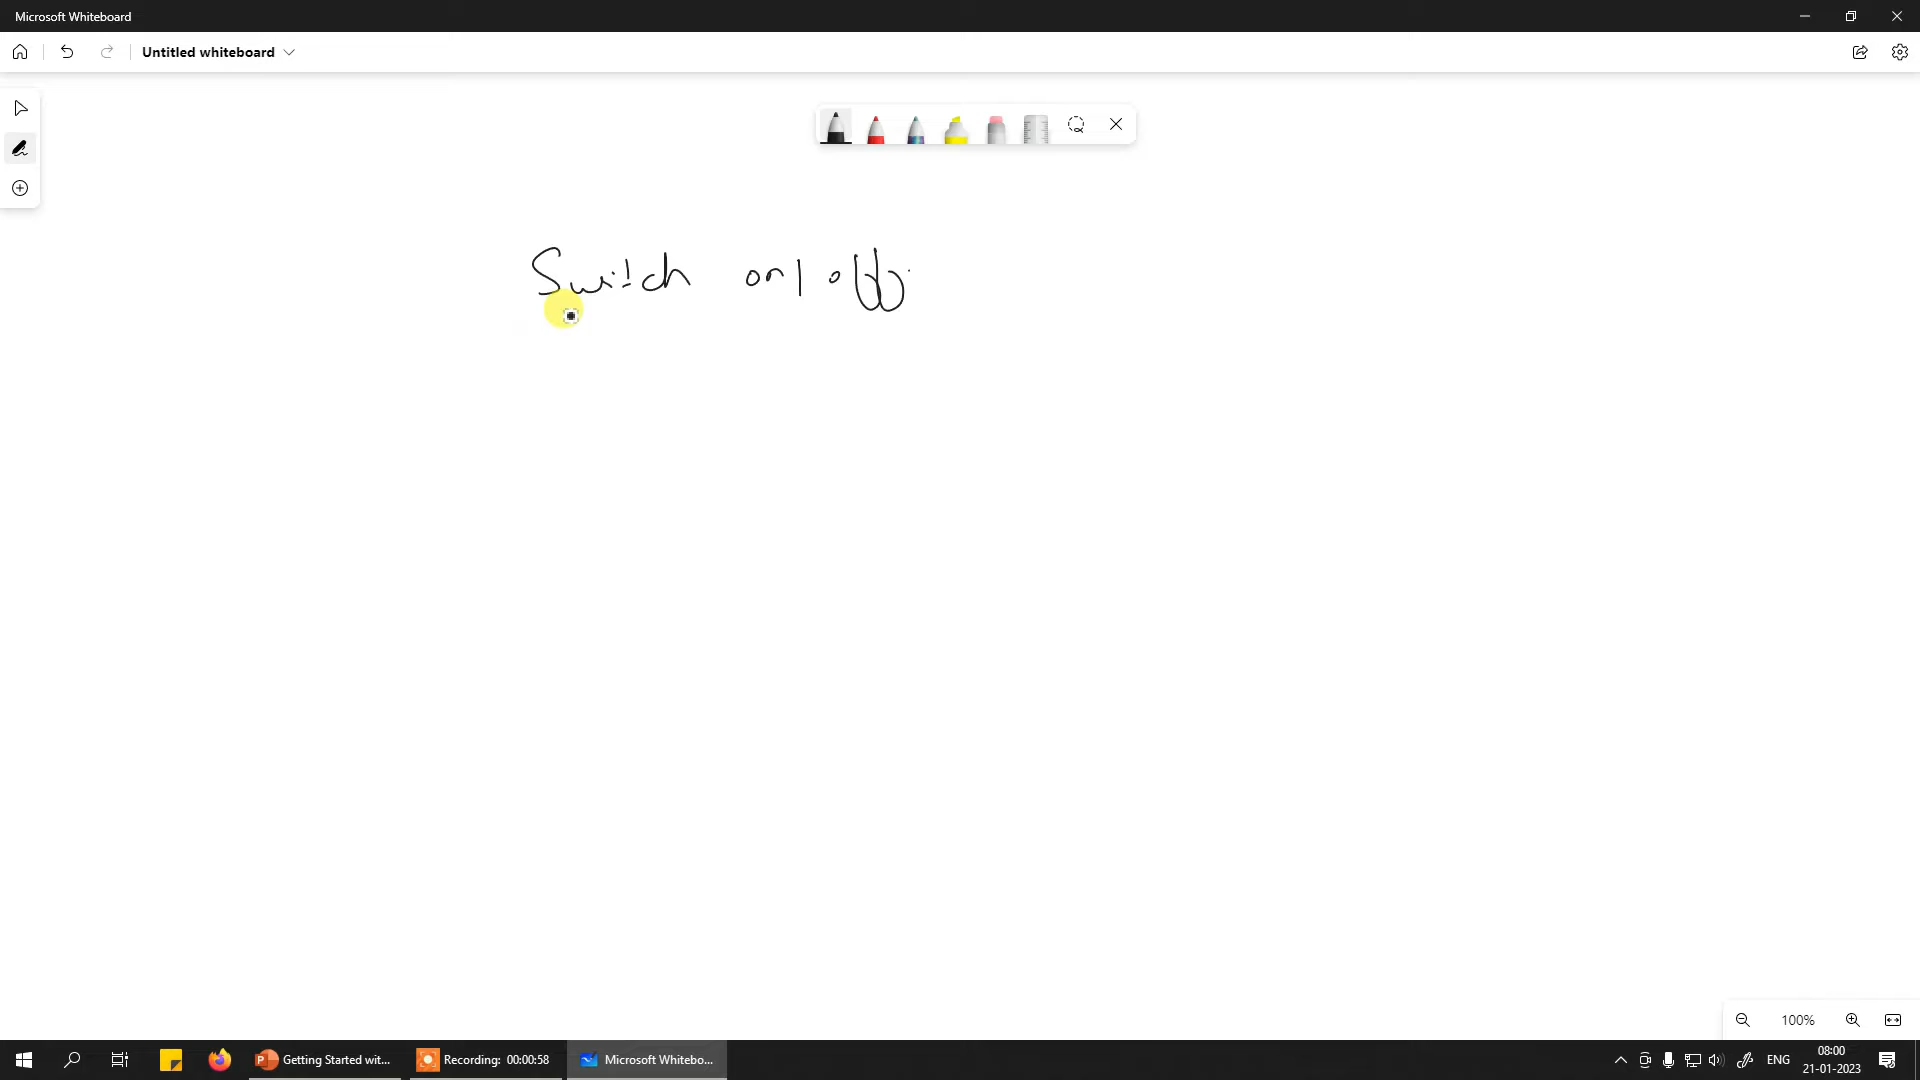 Microsoft Whiteboard
Untitled whiteboard
Switch on| off
100%
Getting Started wit...
Recording: 00:00:58
Microsoft Whitebo...
ENG
08:00
21-01-2023